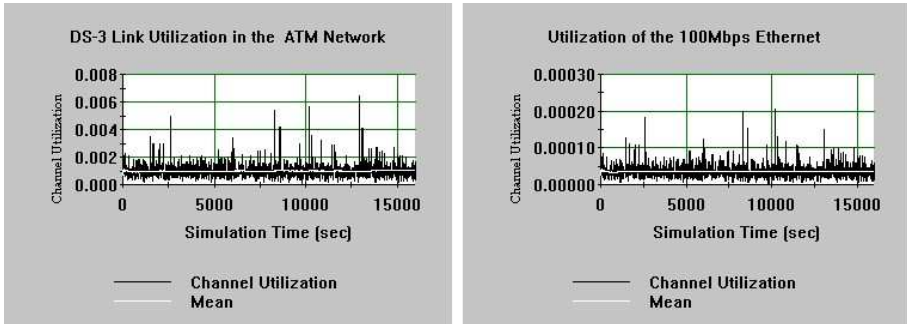 DS-3 Link Utilization in the ATM Network
Channel Utilization
0.008
0.006
0.004
0.002
0.000
0 5000 10000 15000
Simulation Time (sec)
Channel Utilization
Mean
Utilization of the 100Mbps Ethernet
Channel Utilization
0.00030
0.00020
0.00010
0.00000
0 5000 10000 15000
Simulation Time (sec)
Channel Utilization
Mean